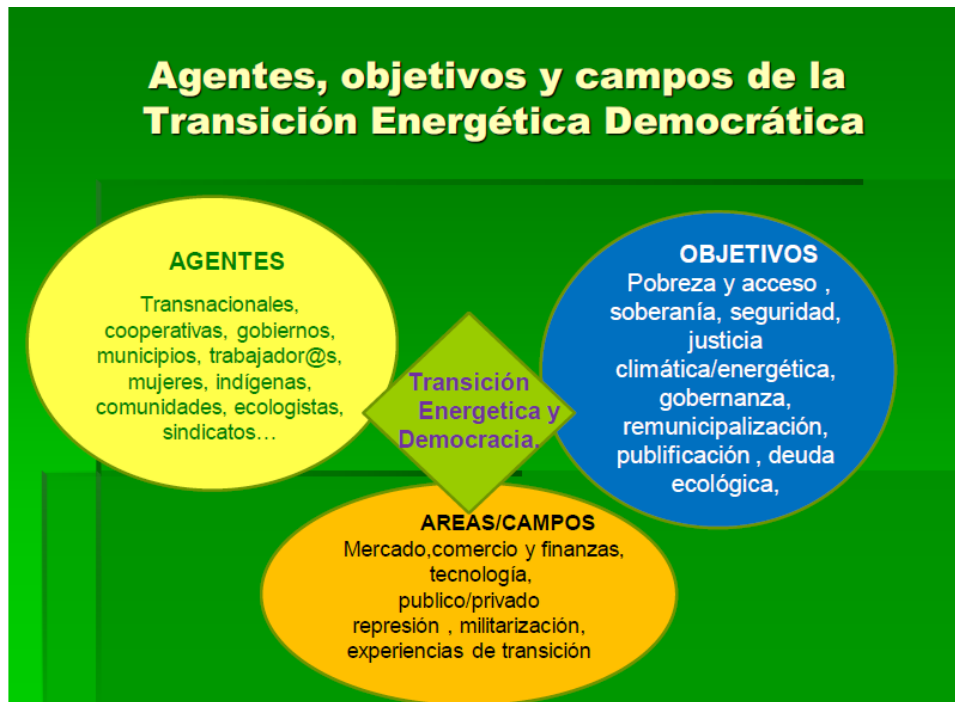 Agentes, objetivos y campos de la
Transición Energética Democrática
AGENTES
Transnacionales,
cooperativas, gobiernos,
municipios, trabajador@s,
mujeres, indígenas,
comunidades, ecologistas,
sindicatos…
OBJETIVOS
Pobreza y acceso ,
soberanía, seguridad,
justicia
climática/energética,
gobernanza,
remunicipalización,
publificación , deuda
ecológica,
Transición
Energetica y
Democracia.
AREAS/CAMPOS
Mercado,comercio y finanzas,
tecnología,
publico/privado
represión , militarización,
experiencias de transición